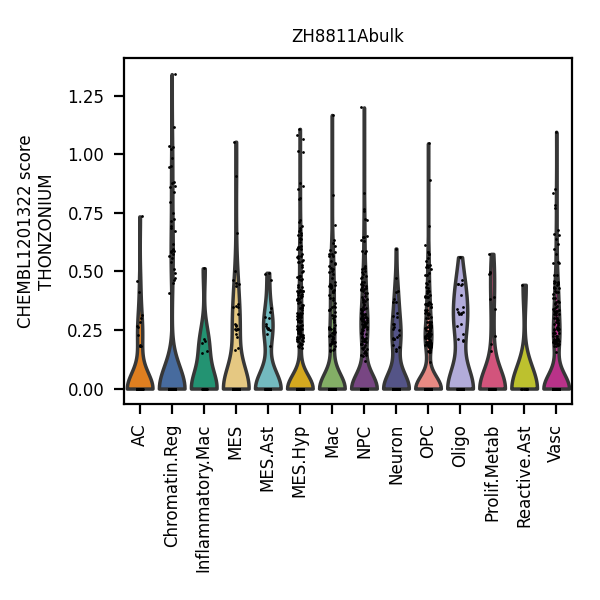 ZH8811Abulk
CHEMBL1201322 score
THONZONIUM
1.25
1.00
0.75
0.50
0.25
0.00
AC
Chromatin.Reg
Inflammatory.Mac
MES
MES.Ast
MES.Hyp
Mac
NPC
Neuron
OPC
Oligo
Prolif.Metab
Reactive.Ast
Vasc